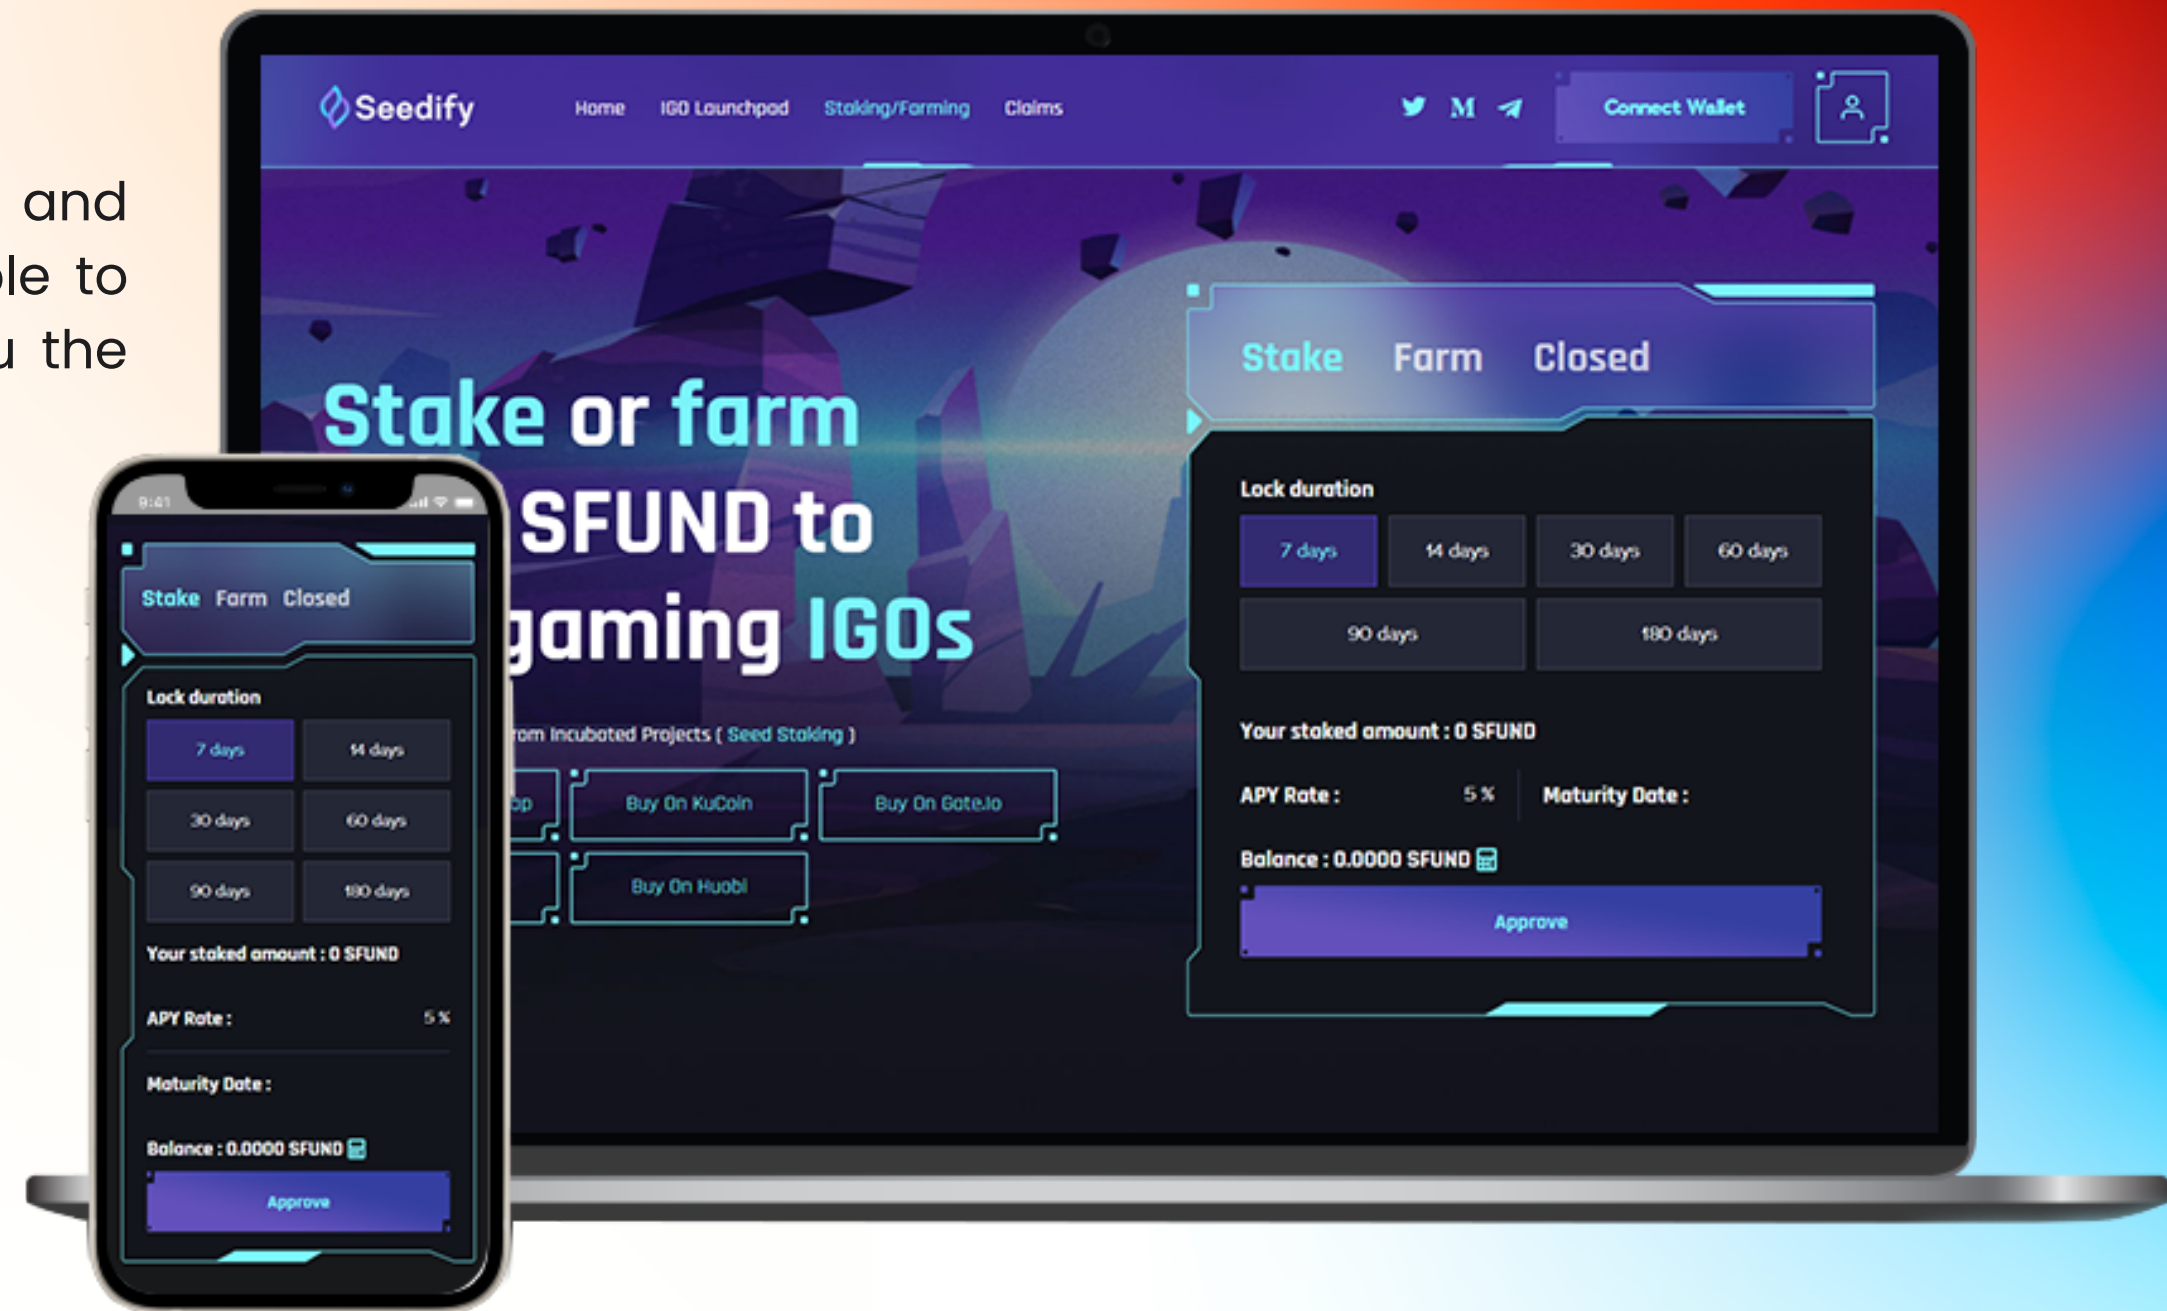 and
le to
u the
Seedify
Home IGO Launchpad Staking/Farming Claims
M
Connect Wallet
Stake or farm
SFUND to
gaming IGOs
rom Incubated Projects ( Seed Staking )
Buy On KuCoin
Buy On Gate.io
Buy On Huobi
Stake Farm Closed
Lock duration
7 days 14 days 30 days 60 days
90 days 180 days
Your staked amount : 0 SFUND
APY Rate : 5 % Maturity Date :
Balance : 0.0000 SFUND
Approve
9:41
Stake Farm Closed
Lock duration
7 days 14 days
30 days 60 days
90 days 180 days
Your staked amount : 0 SFUND
APY Rate : 5 %
Maturity Date :
Balance : 0.0000 SFUND
Approve